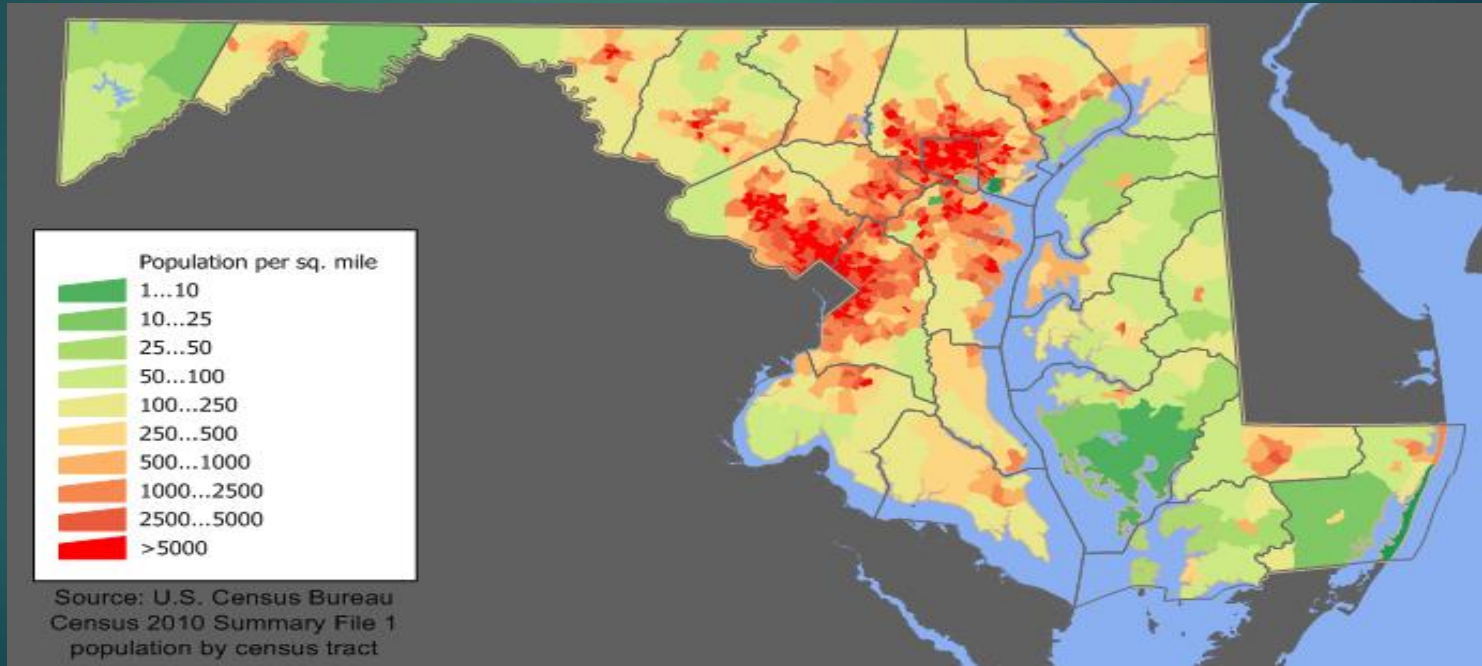 Population per sq. mile
1...10
10...25
25...50
50...100
100...250
250...500
500...1000
1000...2500
2500...5000
>5000
Source: U.S. Census Bureau
Census 2010 Summary File 1
population by census tract